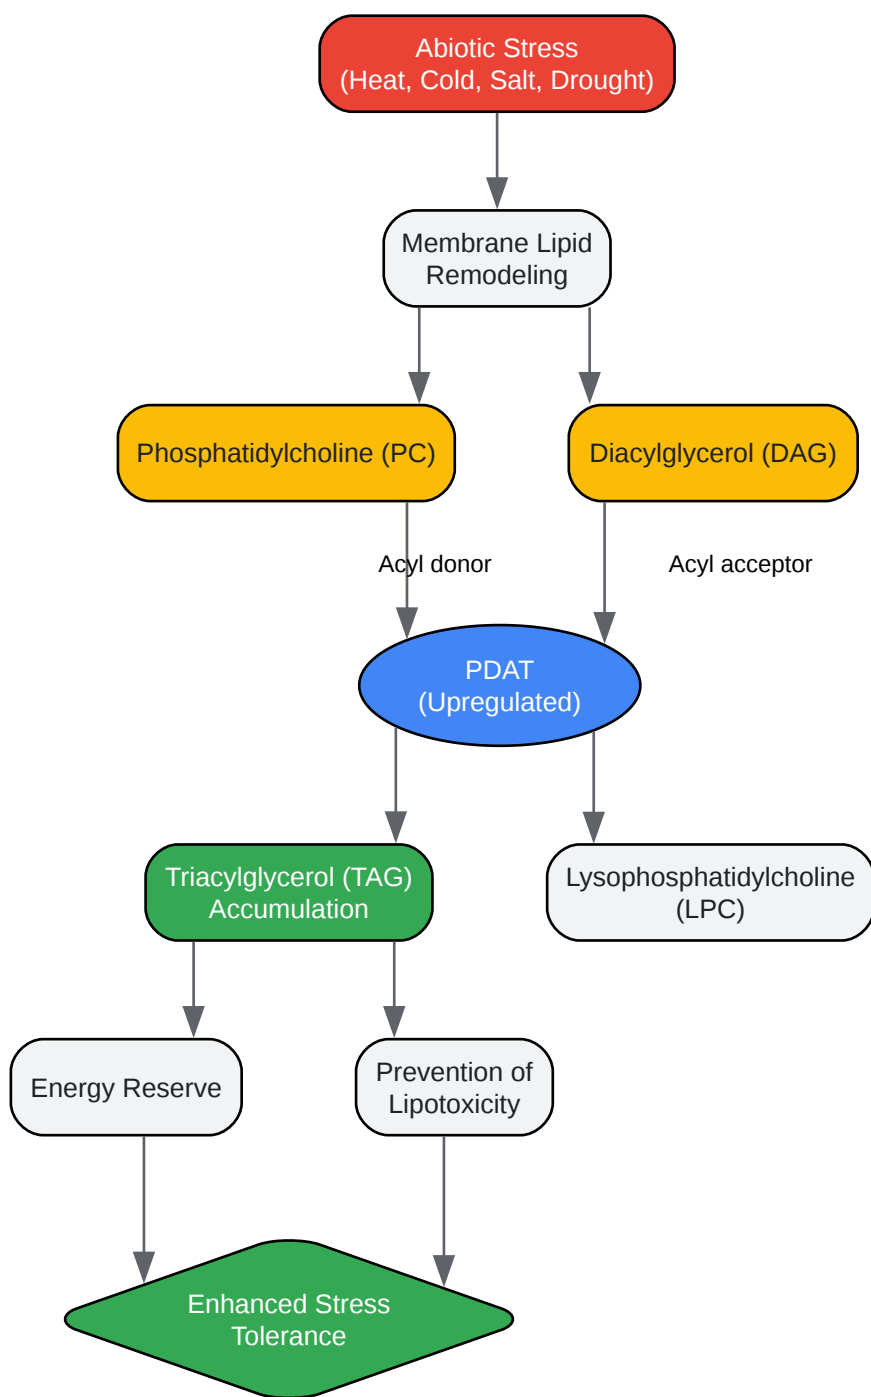 Abiotic Stress
(Heat, Cold, Salt, Drought)
Membrane Lipid
Remodeling
Phosphatidylcholine (PC)
Diacylglycerol (DAG)
Acyl donor
Acyl acceptor
PDAT
(Upregulated)
Triacylglycerol (TAG)
Accumulation
Lysophosphatidylcholine
(LPC)
Energy Reserve
Prevention of
Lipotoxicity
Enhanced Stress
Tolerance